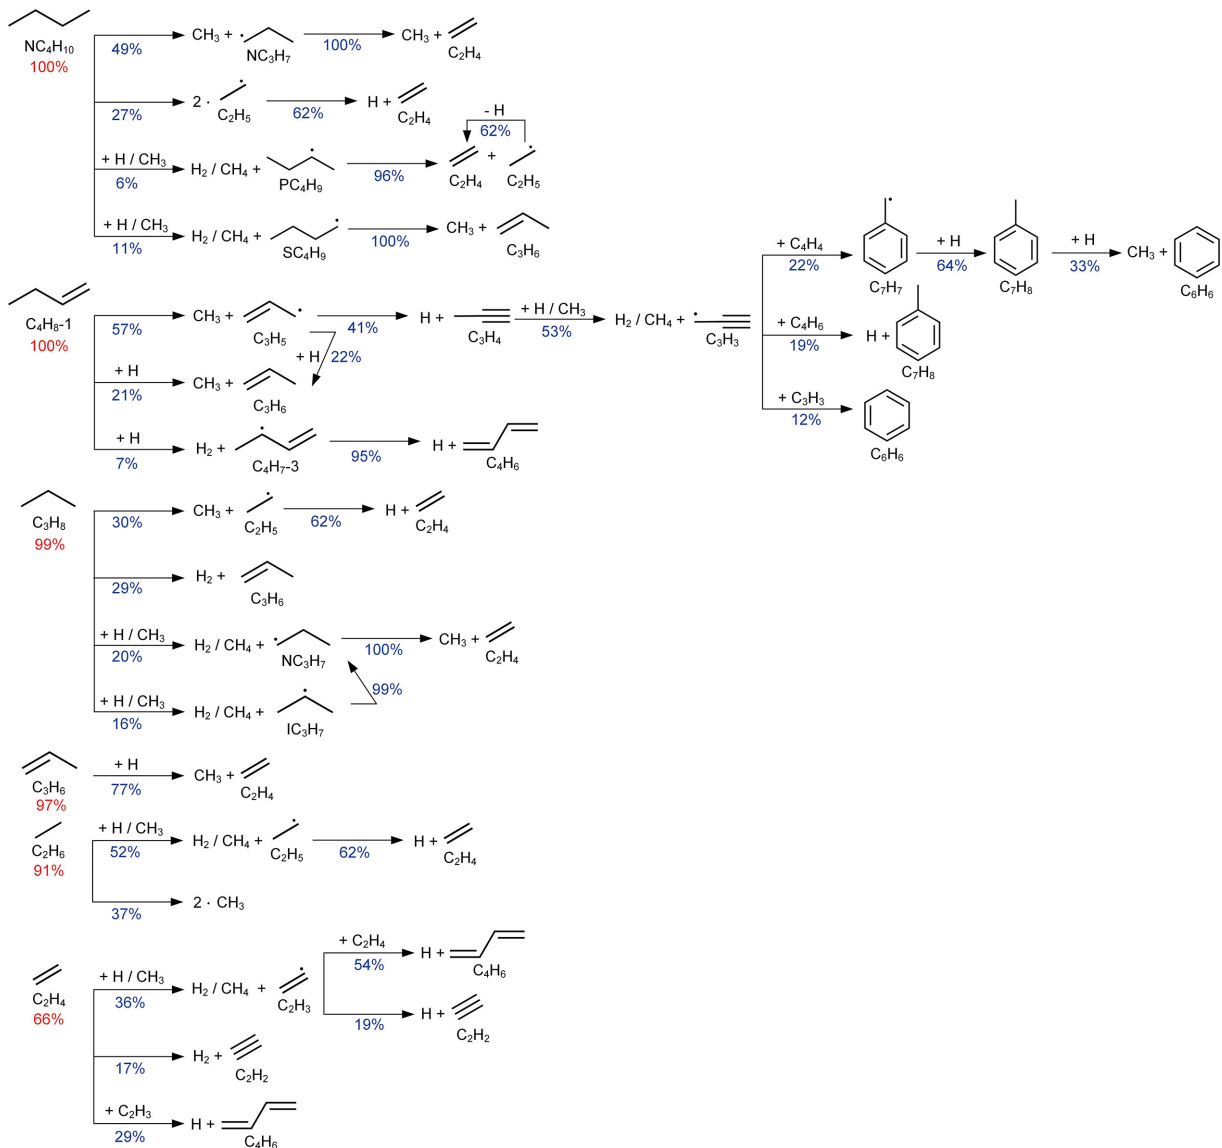 NC₄H₁₀
100%
49%
CH₃ +
NC₃H₇
100%
CH₃ +
C₂H₄
27%
2 ·
C₂H₅
62%
H +
C₂H₄
+ H / CH₃
6%
H₂ / CH₄ +
PC₄H₉
96%
C₂H₄
+
C₂H₅
- H
62%
+ H / CH₃
11%
H₂ / CH₄ +
SC₄H₉
100%
CH₃ +
C₃H₆
C₄H₈-1
100%
57%
CH₃ +
C₃H₅
41%
H +
C₃H₄
+ H / CH₃
53%
H₂ / CH₄ +
C₃H₃
+ H
22%
+ C₄H₄
22%
C₇H₇
+ H
64%
C₇H₈
+ H
33%
CH₃ +
C₆H₆
+ C₄H₆
19%
H +
C₇H₈
+ C₃H₃
12%
C₆H₆
+ H
21%
CH₃ +
C₃H₆
+ H
7%
H₂ +
C₄H₇-3
95%
H +
C₄H₆
C₃H₈
99%
30%
CH₃ +
C₂H₅
62%
H +
C₂H₄
29%
H₂ +
C₃H₆
+ H / CH₃
20%
H₂ / CH₄ +
NC₃H₇
100%
CH₃ +
C₂H₄
99%
+ H / CH₃
16%
H₂ / CH₄ +
IC₃H₇
C₃H₆
97%
+ H
77%
CH₃ +
C₂H₄
C₂H₆
91%
+ H / CH₃
52%
H₂ / CH₄ +
C₂H₅
62%
H +
C₂H₄
37%
2 · CH₃
C₂H₄
66%
+ H / CH₃
36%
H₂ / CH₄ +
C₂H₃
+ C₂H₄
54%
H +
C₄H₆
19%
H +
C₂H₂
17%
H₂ +
C₂H₂
+ C₂H₃
29%
H +
C₄H₆